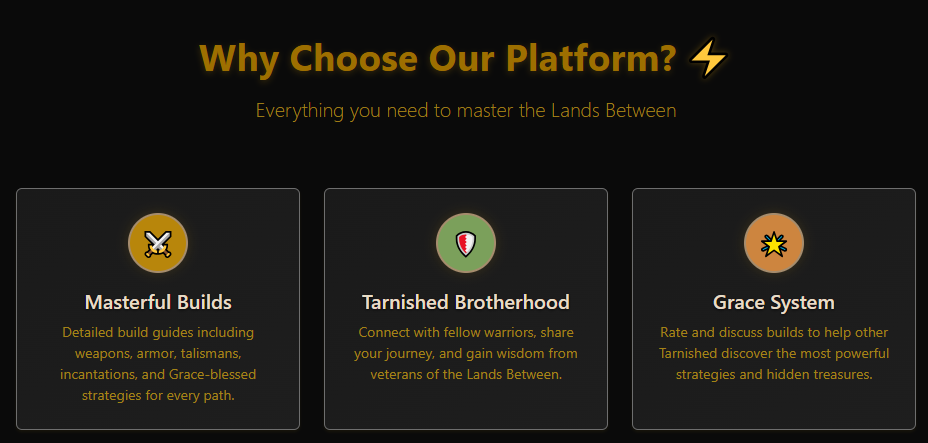 Why Choose Our Platform? ⚡
Everything you need to master the Lands Between
Masterful Builds
Detailed build guides including
weapons, armor, talismans,
incantations, and Grace-blessed
strategies for every path.
Tarnished Brotherhood
Connect with fellow warriors, share
your journey, and gain wisdom from
veterans of the Lands Between.
Grace System
Rate and discuss builds to help other
Tarnished discover the most powerful
strategies and hidden treasures.